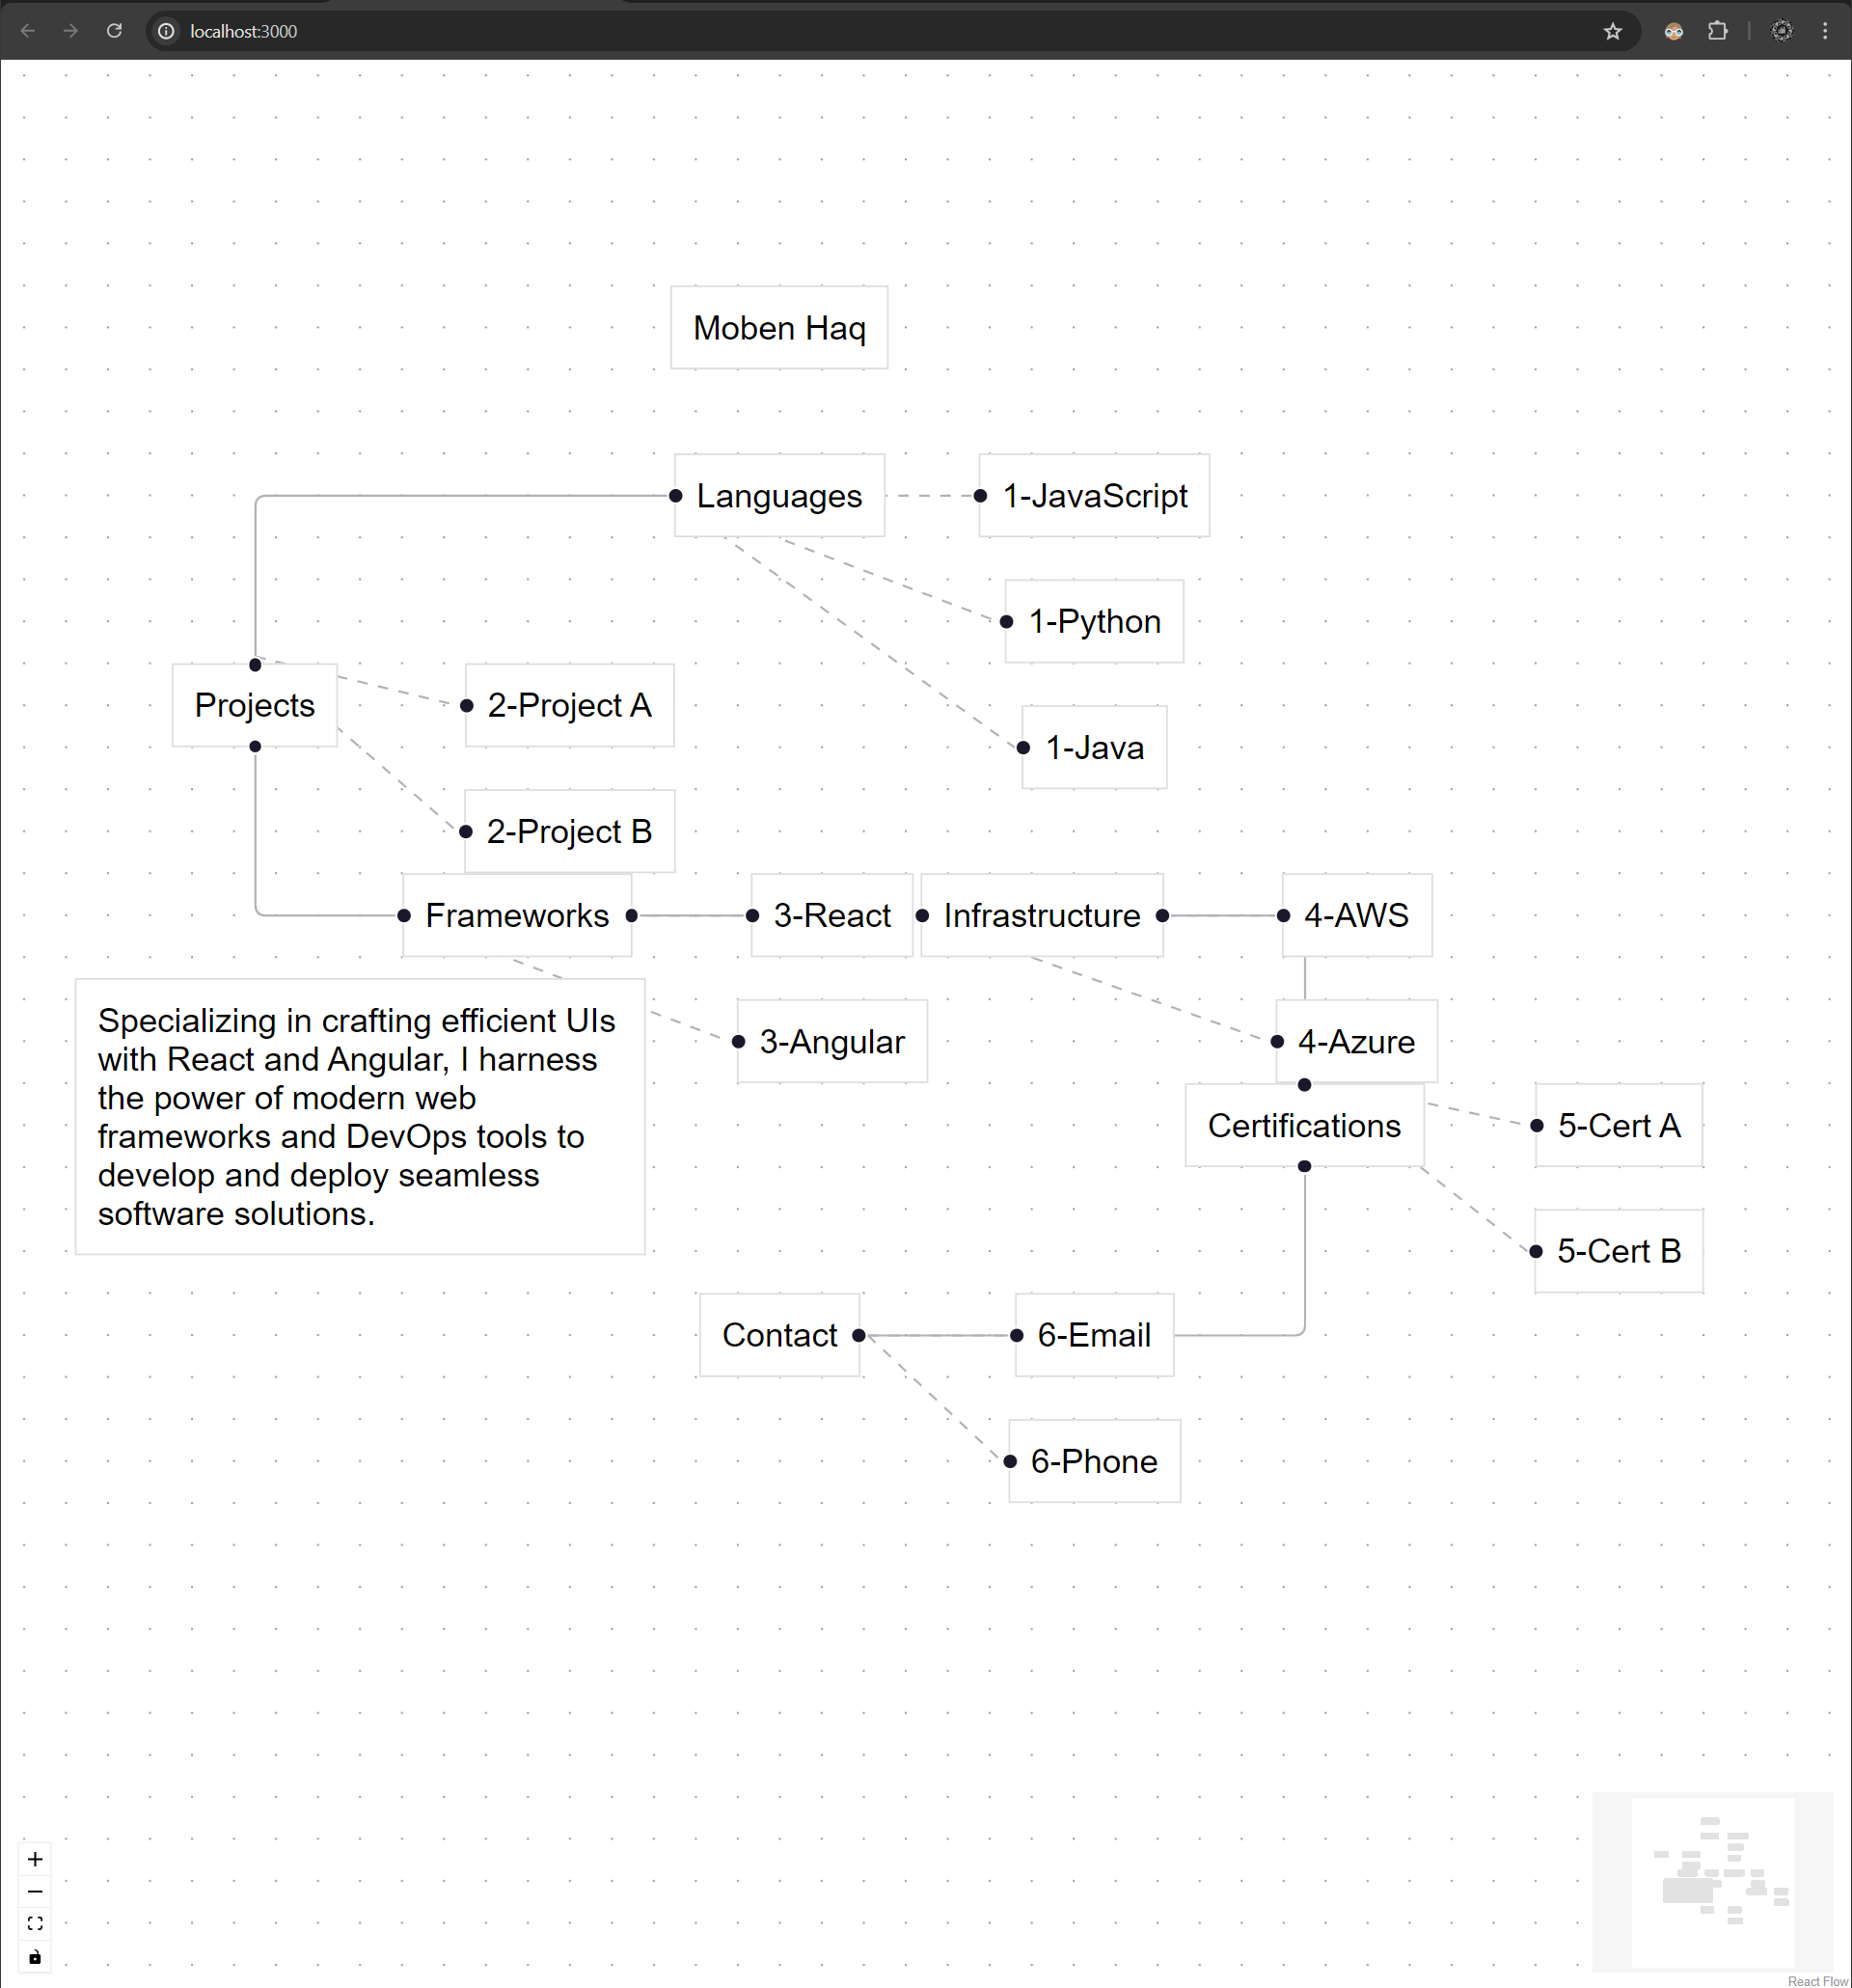 localhost:3000
Moben Haq
Languages
1-JavaScript
1-Python
Projects
2-Project A
1-Java
2-Project B
Frameworks
3-React
Infrastructure
4-AWS
Specializing in crafting efficient UIs
with React and Angular, I harness
the power of modern web
frameworks and DevOps tools to
develop and deploy seamless
software solutions.
3-Angular
4-Azure
Certifications
5-Cert A
5-Cert B
Contact
6-Email
6-Phone
React Flow